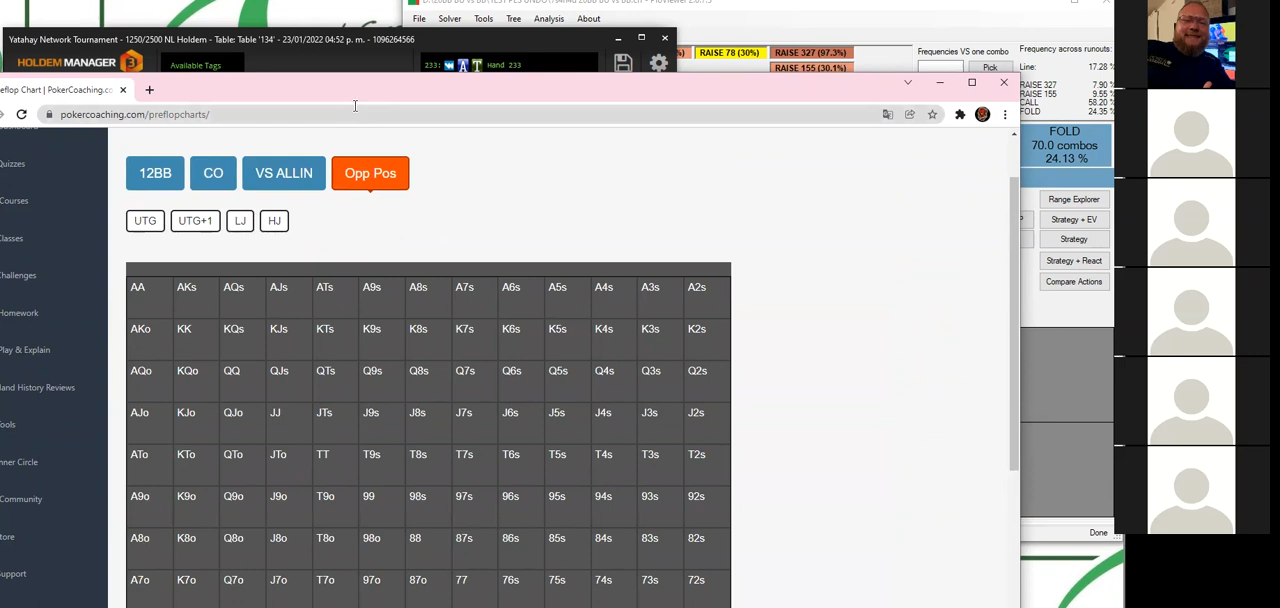 File Solver Tools Tree Analysis About
Yatahay Network Tournament - 1250/2500 NL Holdem - Table: Table '134' - 23/01/2022 04:52 p. m. - 1096264566
HOLDEM MANAGER 3
Available Tags
233: A T Hand 233
RAISE 78 (30%)
RAISE 327 (97.3%)
RAISE 155 (30.1%)
Frequencies VS one combo
Pick
Frequency across runouts:
Line: 17.28 %
RAISE 327 7.90 %
RAISE 155 9.55 %
CALL 58.20 %
FOLD 24.35 %
eflop Chart | PokerCoaching.co
pokercoaching.com/preflopcharts/
FOLD
70.0 combos
24.13 %
Range Explorer
Strategy + EV
Strategy
Strategy + React
Compare Actions
Done
Quizzes
Courses
lasses
hallenges
Homework
Play & Explain
and History Reviews
ools
nner Circle
Community
tore
upport
12BB CO VS ALLIN Opp Pos
UTG UTG+1 LJ HJ
AA AKs AQs AJs ATs A9s A8s A7s A6s A5s A4s A3s A2s
AKo KK KQs KJs KTs K9s K8s K7s K6s K5s K4s K3s K2s
AQo KQo QQ QJs QTs Q9s Q8s Q7s Q6s Q5s Q4s Q3s Q2s
AJo KJo QJo JJ JTs J9s J8s J7s J6s J5s J4s J3s J2s
ATo KTo QTo JTo TT T9s T8s T7s T6s T5s T4s T3s T2s
A9o K9o Q9o J9o T9o 99 98s 97s 96s 95s 94s 93s 92s
A8o K8o Q8o J8o T8o 98o 88 87s 86s 85s 84s 83s 82s
A7o K7o Q7o J7o T7o 97o 87o 77 76s 75s 74s 73s 72s